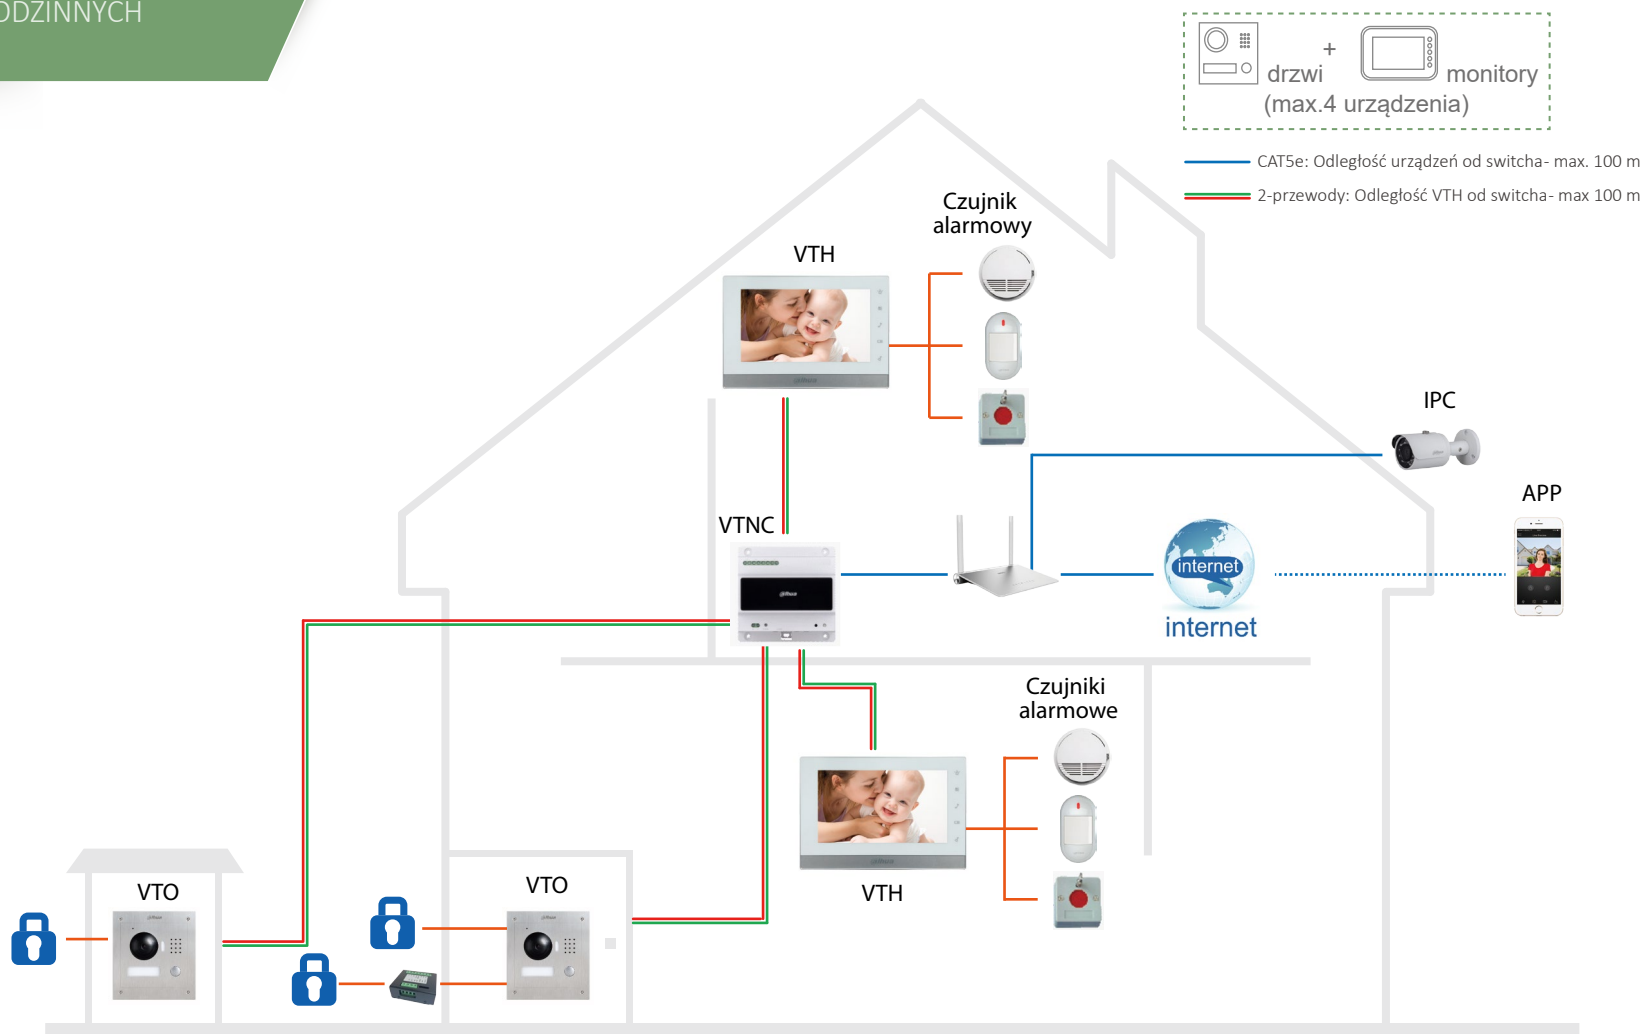 ODZINNYCH
+
drzwi
monitory
(max.4 urządzenia)
CAT5e: Odległość urządzeń od switcha- max. 100 m
2-przewody: Odległość VTH od switcha- max 100 m
Czujnik
alarmowy
VTH
IPC
APP
VTNC
internet
internet
Czujniki
alarmowe
VTH
VTO
VTO